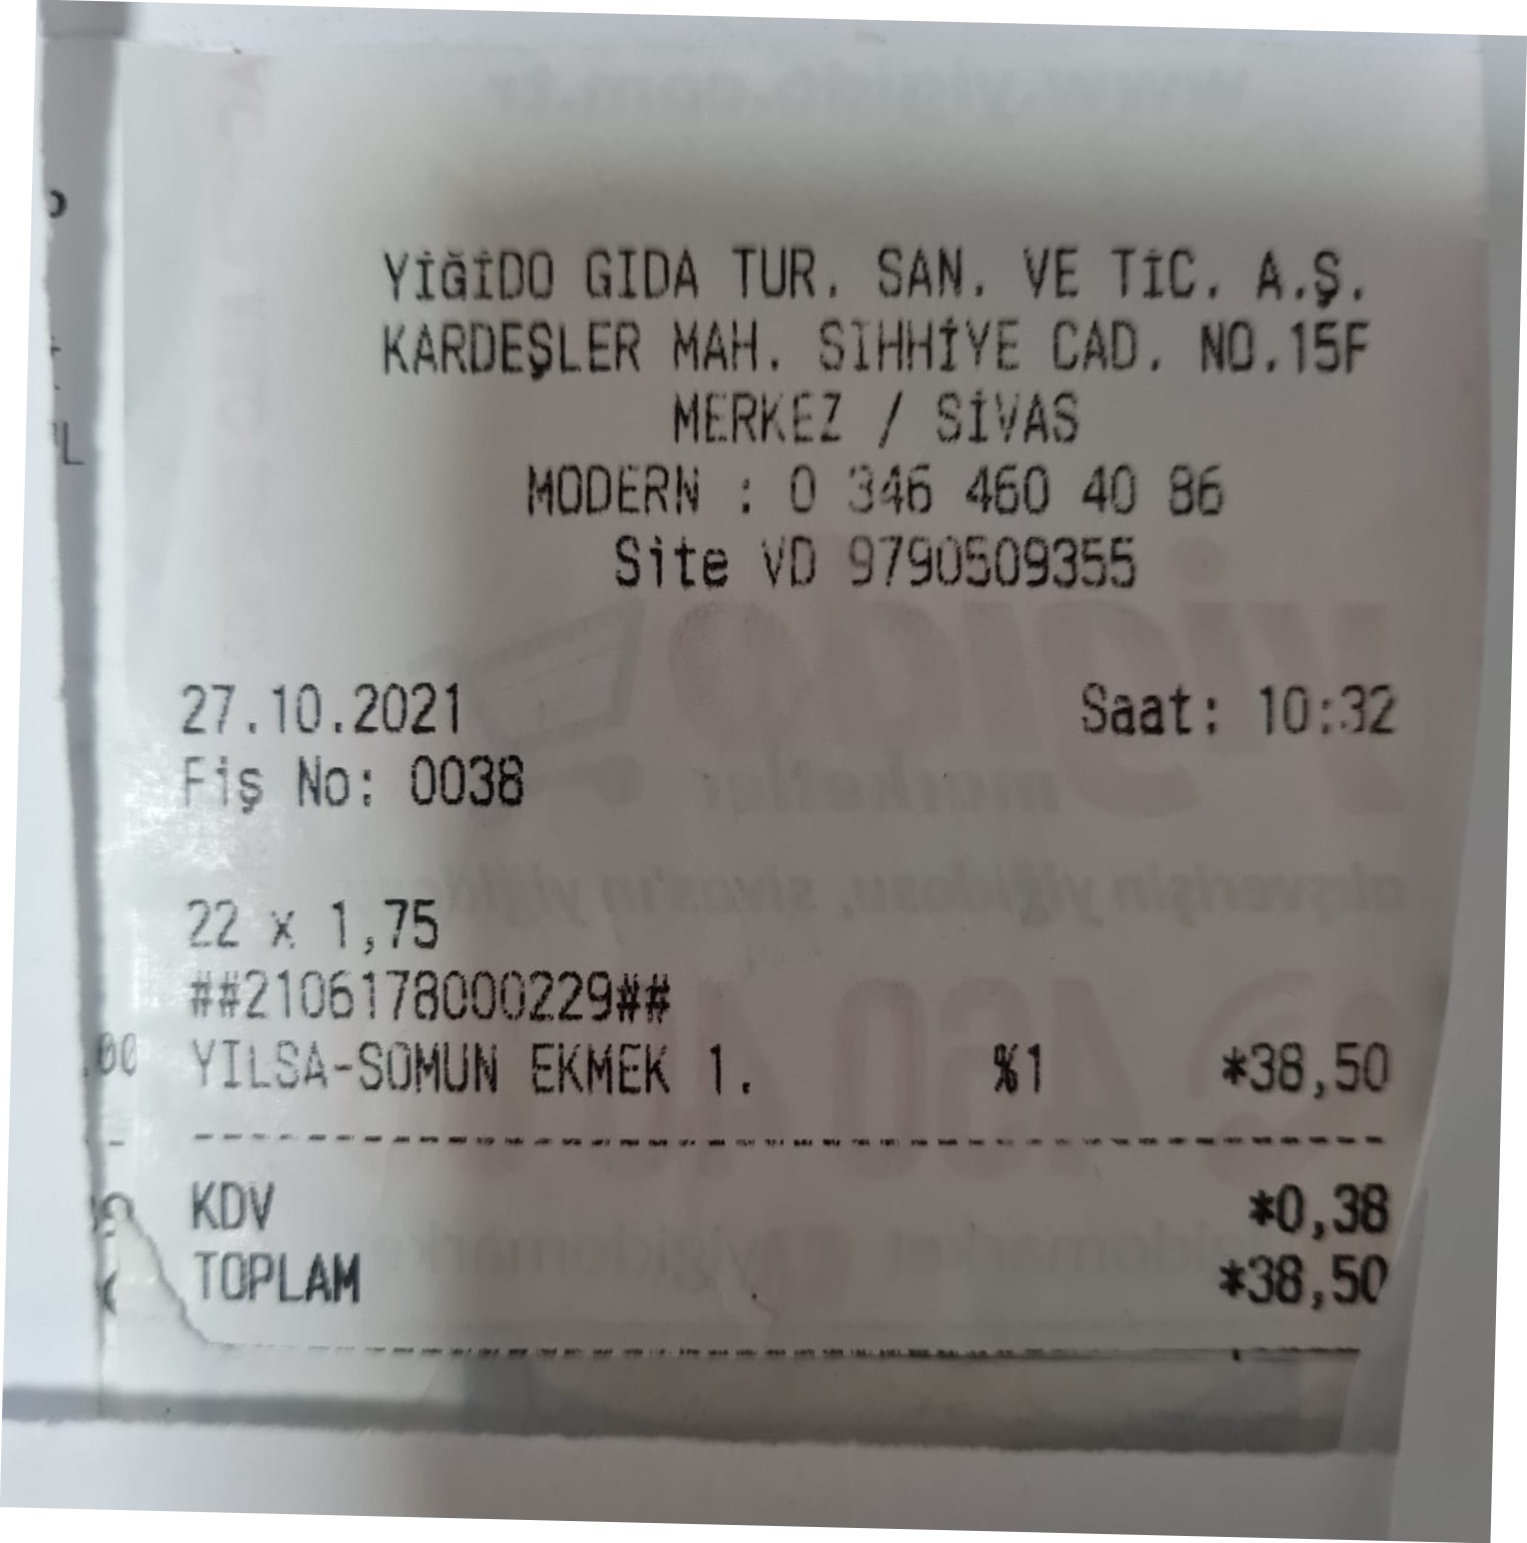 YİĞİDO GIDA TUR. SAN. VE TİC. A.Ş.
KARDEŞLER MAH. SIHHİYE CAD. NO.15F
MERKEZ / SİVAS
MODERN : 0 346 460 40 86
Site VD 9790509355
27.10.2021 Saat: 10:32
Fiş No: 0038
22 x 1,75
##2106178000229##
YILSA-SOMUN EKMEK 1. %1 *38,50
KDV *0,38
TOPLAM *38,50